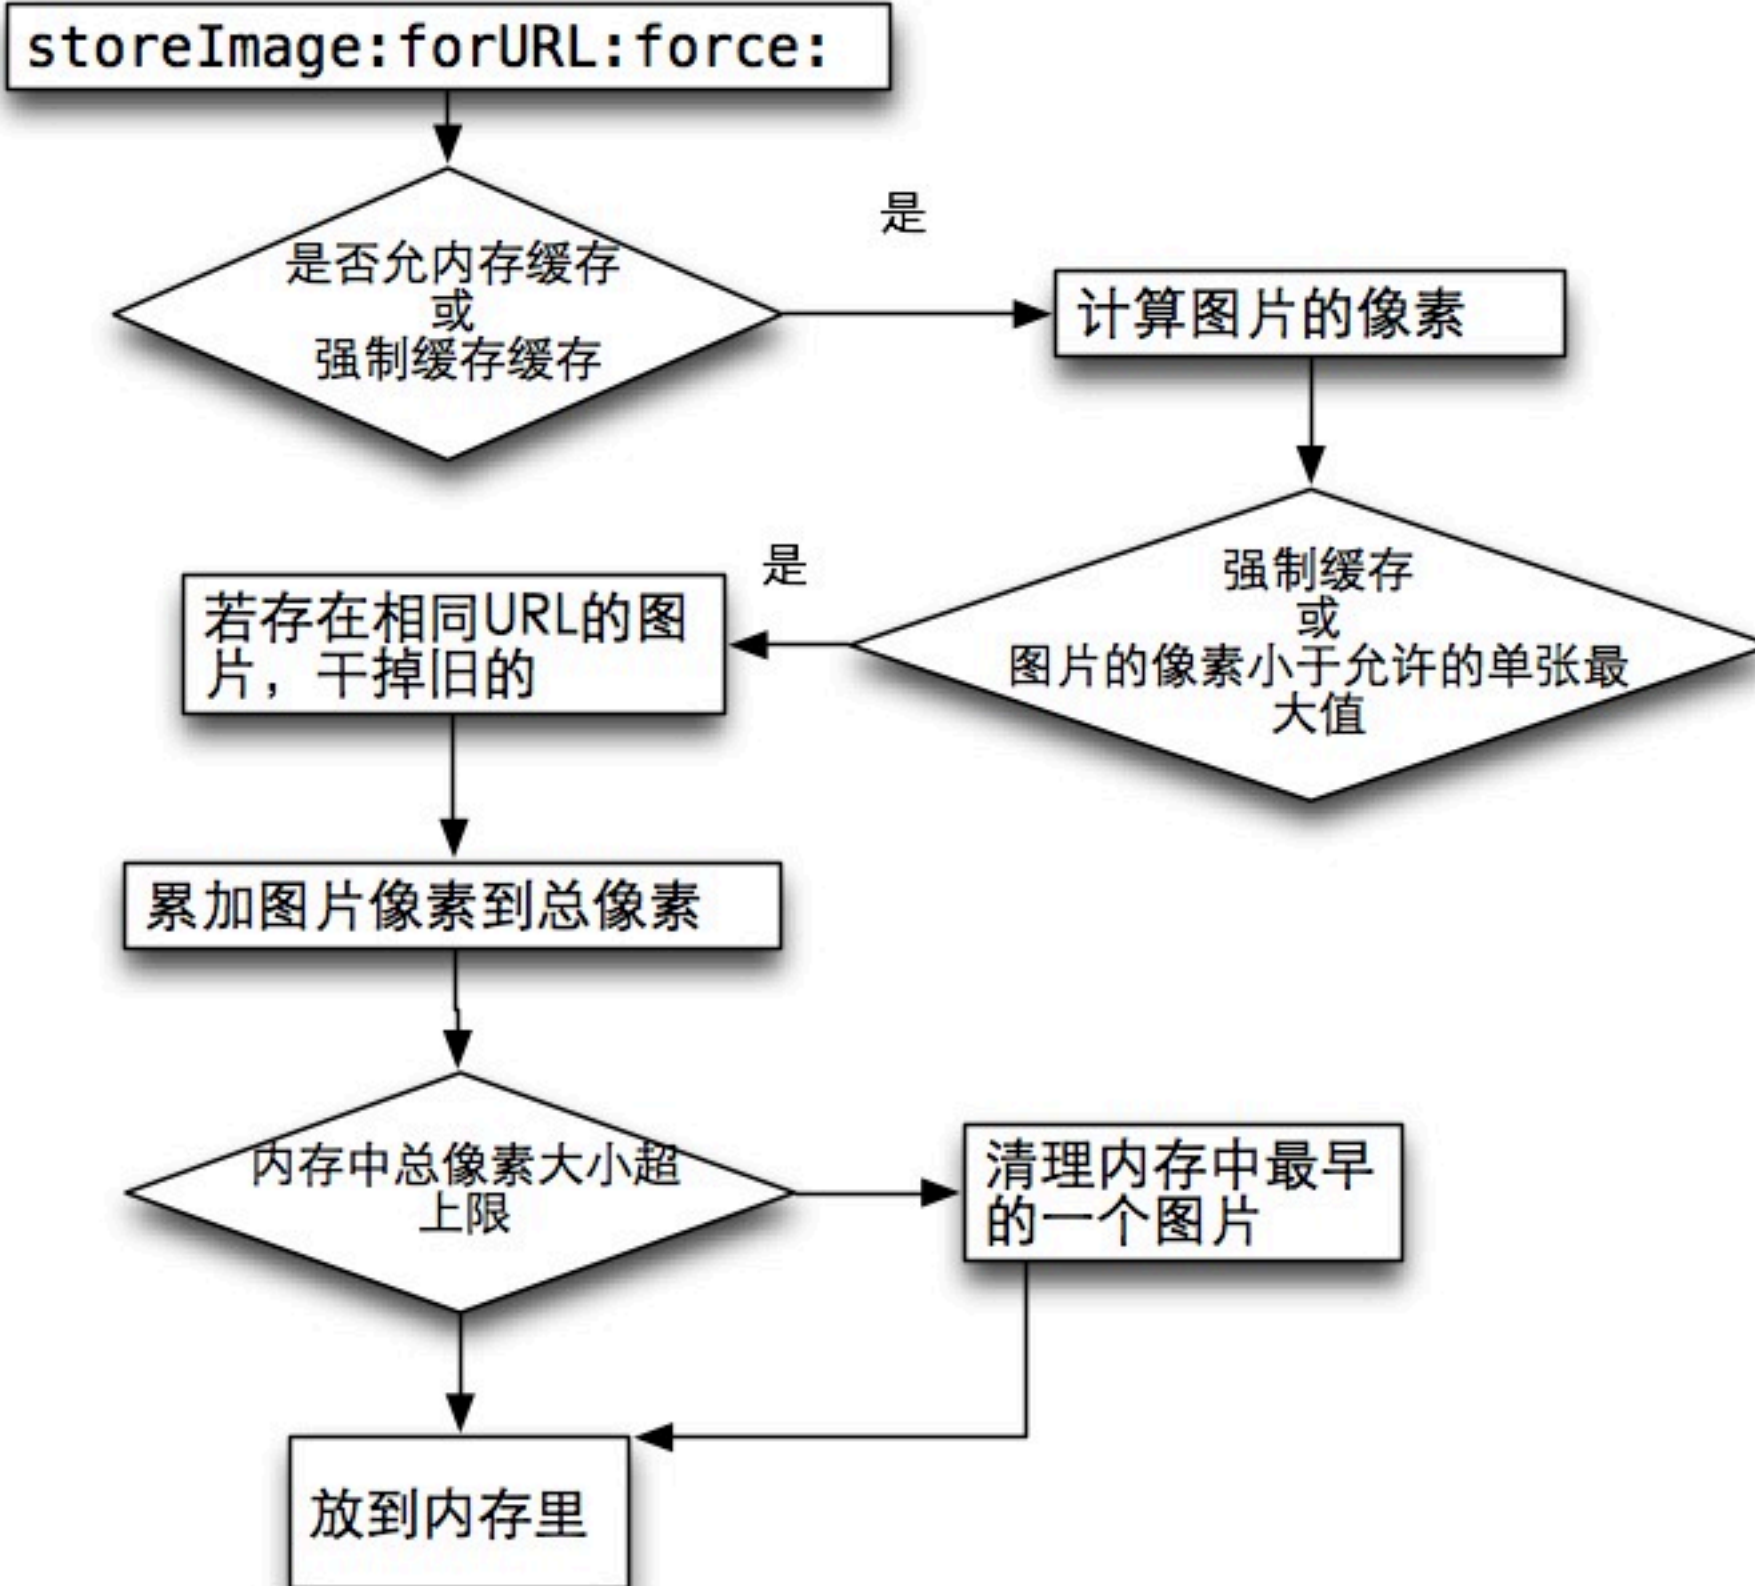 storeImage:forURL:force:
是否允内存缓存
或
强制缓存缓存
是
计算图片的像素
强制缓存
或
图片的像素小于允许的单张最
大值
是
若存在相同URL的图
片，干掉旧的
累加图片像素到总像素
内存中总像素大小超
上限
清理内存中最早
的一个图片
放到内存里